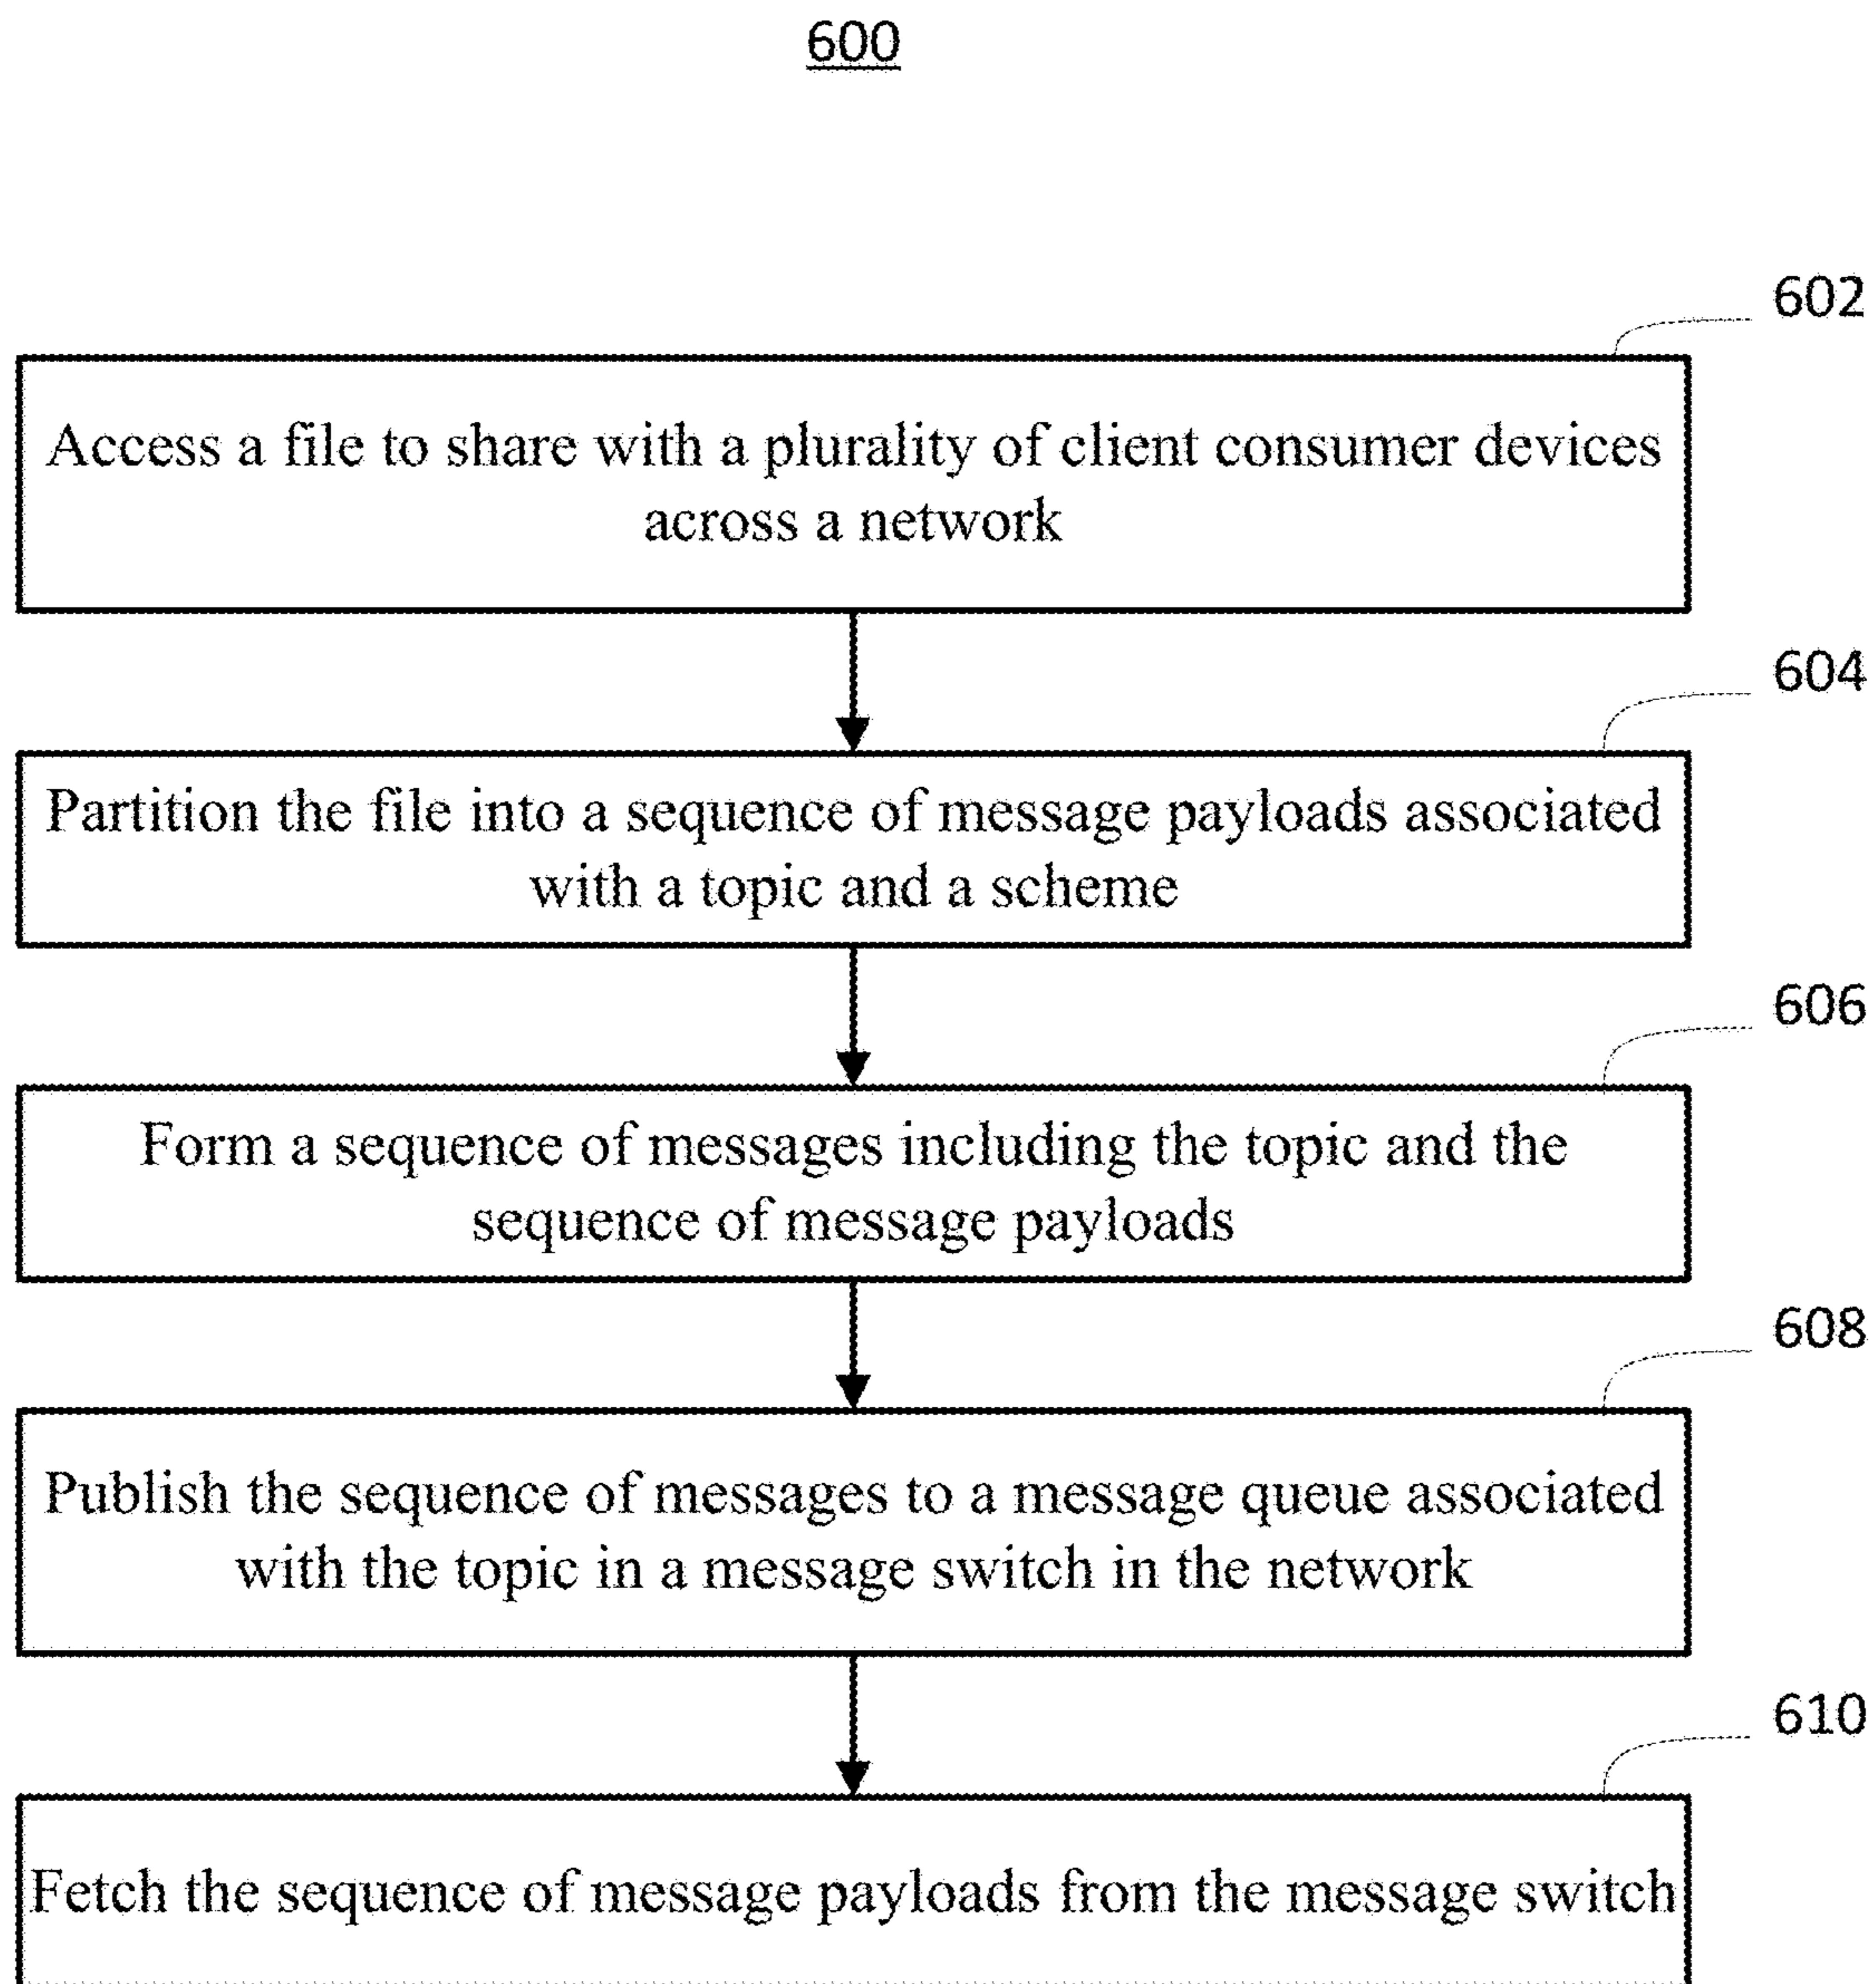 600
602
Access a file to share with a plurality of client consumer devices
across a network
604
Partition the file into a sequence of message payloads associated
with a topic and a scheme
606
Form a sequence of messages including the topic and the
sequence of message payloads
608
Publish the sequence of messages to a message queue associated
with the topic in a message switch in the network
610
Fetch the sequence of message payloads from the message switch